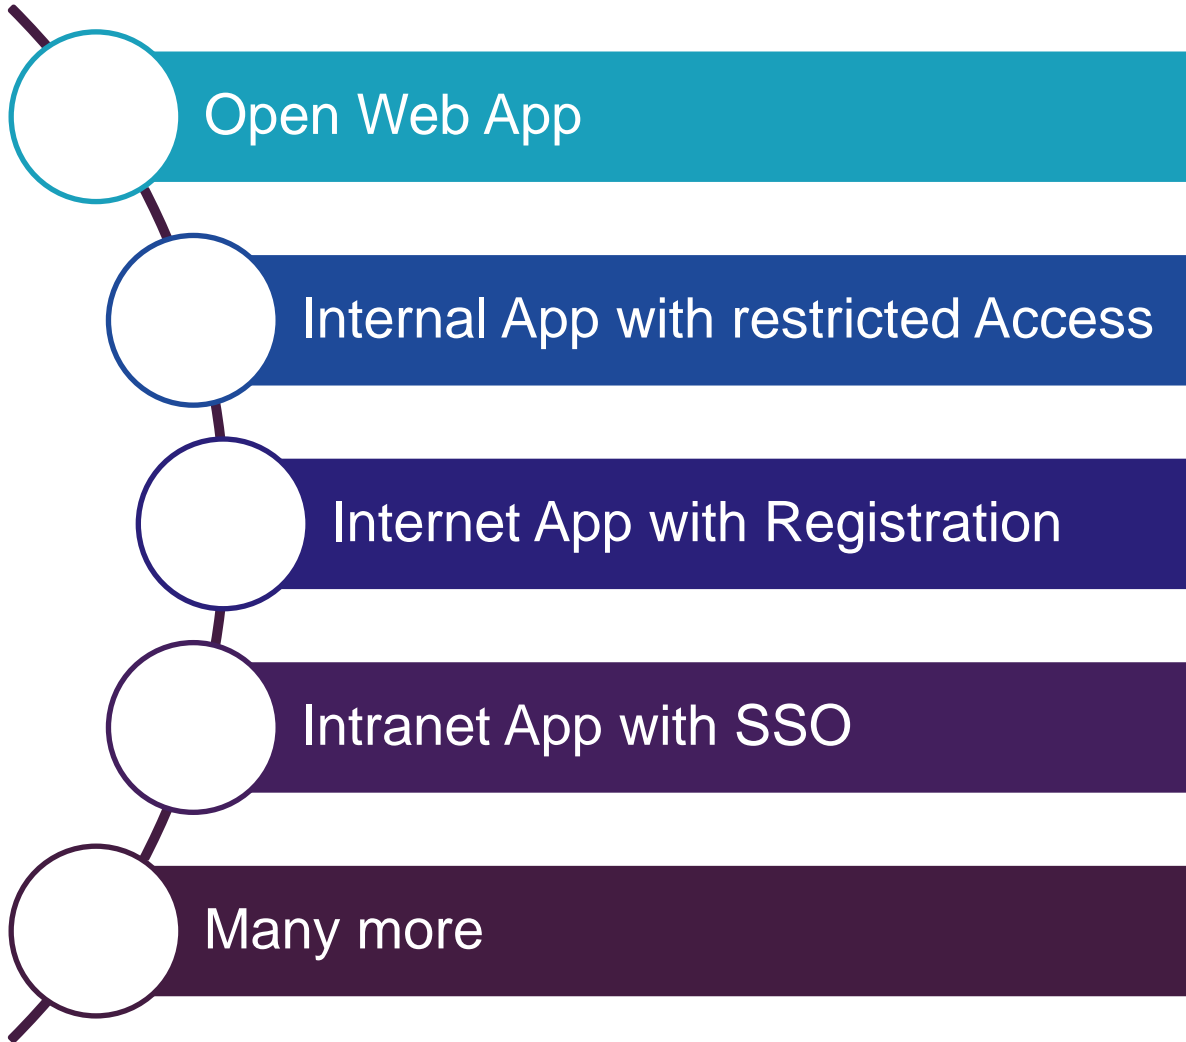 Open Web App
Internal App with restricted Access
Internet App with Registration
Intranet App with SSO
Many more